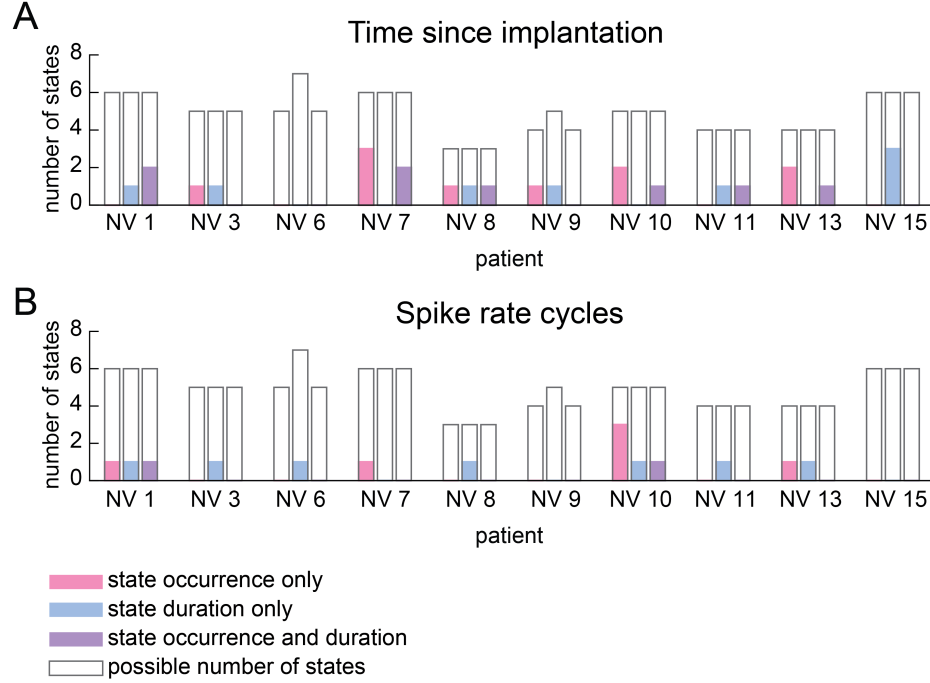 A
Time since implantation
number of states
8
6
4
2
0
NV 1 NV 3 NV 6 NV 7 NV 8 NV 9 NV 10 NV 11 NV 13 NV 15
patient
B
Spike rate cycles
number of states
8
6
4
2
0
NV 1 NV 3 NV 6 NV 7 NV 8 NV 9 NV 10 NV 11 NV 13 NV 15
patient
state occurrence only
state duration only
state occurrence and duration
possible number of states